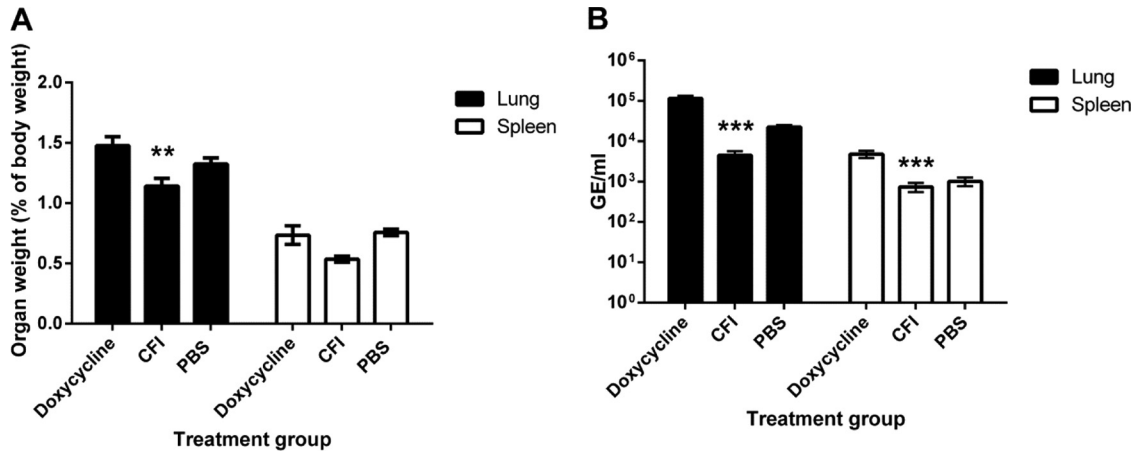 A
Organ weight (% of body weight)
2.0
1.5
1.0
0.5
0.0
**
Doxycycline
CFI
PBS
Doxycycline
CFI
PBS
Treatment group
Lung
Spleen
B
GE/ml
10⁶
10⁵
10⁴
10³
10²
10¹
10⁰
***
***
Doxycycline
CFI
PBS
Doxycycline
CFI
PBS
Treatment group
Lung
Spleen